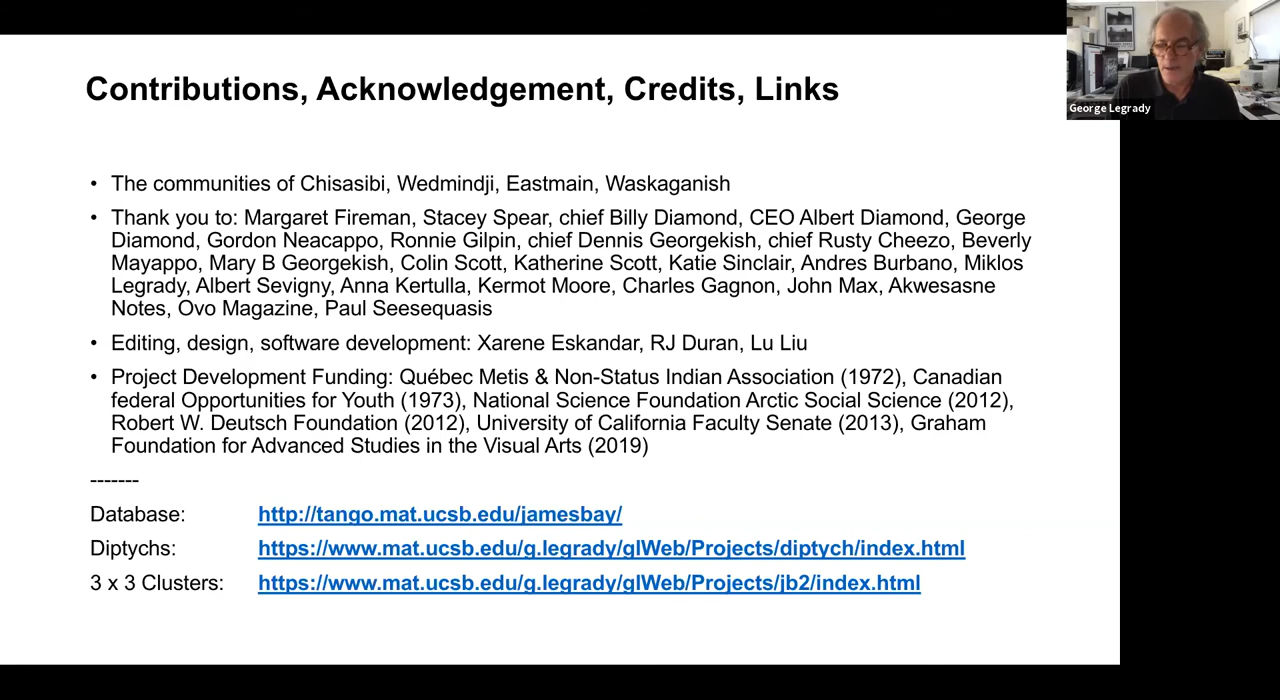 Contributions, Acknowledgement, Credits, Links
George Legrady
• The communities of Chisasibi, Wedmindji, Eastmain, Waskaganish
• Thank you to: Margaret Fireman, Stacey Spear, chief Billy Diamond, CEO Albert Diamond, George
Diamond, Gordon Neacappo, Ronnie Gilpin, chief Dennis Georgekish, chief Rusty Cheezo, Beverly
Mayappo, Mary B Georgekish, Colin Scott, Katherine Scott, Katie Sinclair, Andres Burbano, Miklos
Legrady, Albert Sevigny, Anna Kertulla, Kermot Moore, Charles Gagnon, John Max, Akwesasne
Notes, Ovo Magazine, Paul Seesequasis
• Editing, design, software development: Xarene Eskandar, RJ Duran, Lu Liu
• Project Development Funding: Québec Metis & Non-Status Indian Association (1972), Canadian
federal Opportunities for Youth (1973), National Science Foundation Arctic Social Science (2012),
Robert W. Deutsch Foundation (2012), University of California Faculty Senate (2013), Graham
Foundation for Advanced Studies in the Visual Arts (2019)
-------
Database: http://tango.mat.ucsb.edu/jamesbay/
Diptychs: https://www.mat.ucsb.edu/g.legrady/glWeb/Projects/diptych/index.html
3 x 3 Clusters: https://www.mat.ucsb.edu/g.legrady/glWeb/Projects/jb2/index.html